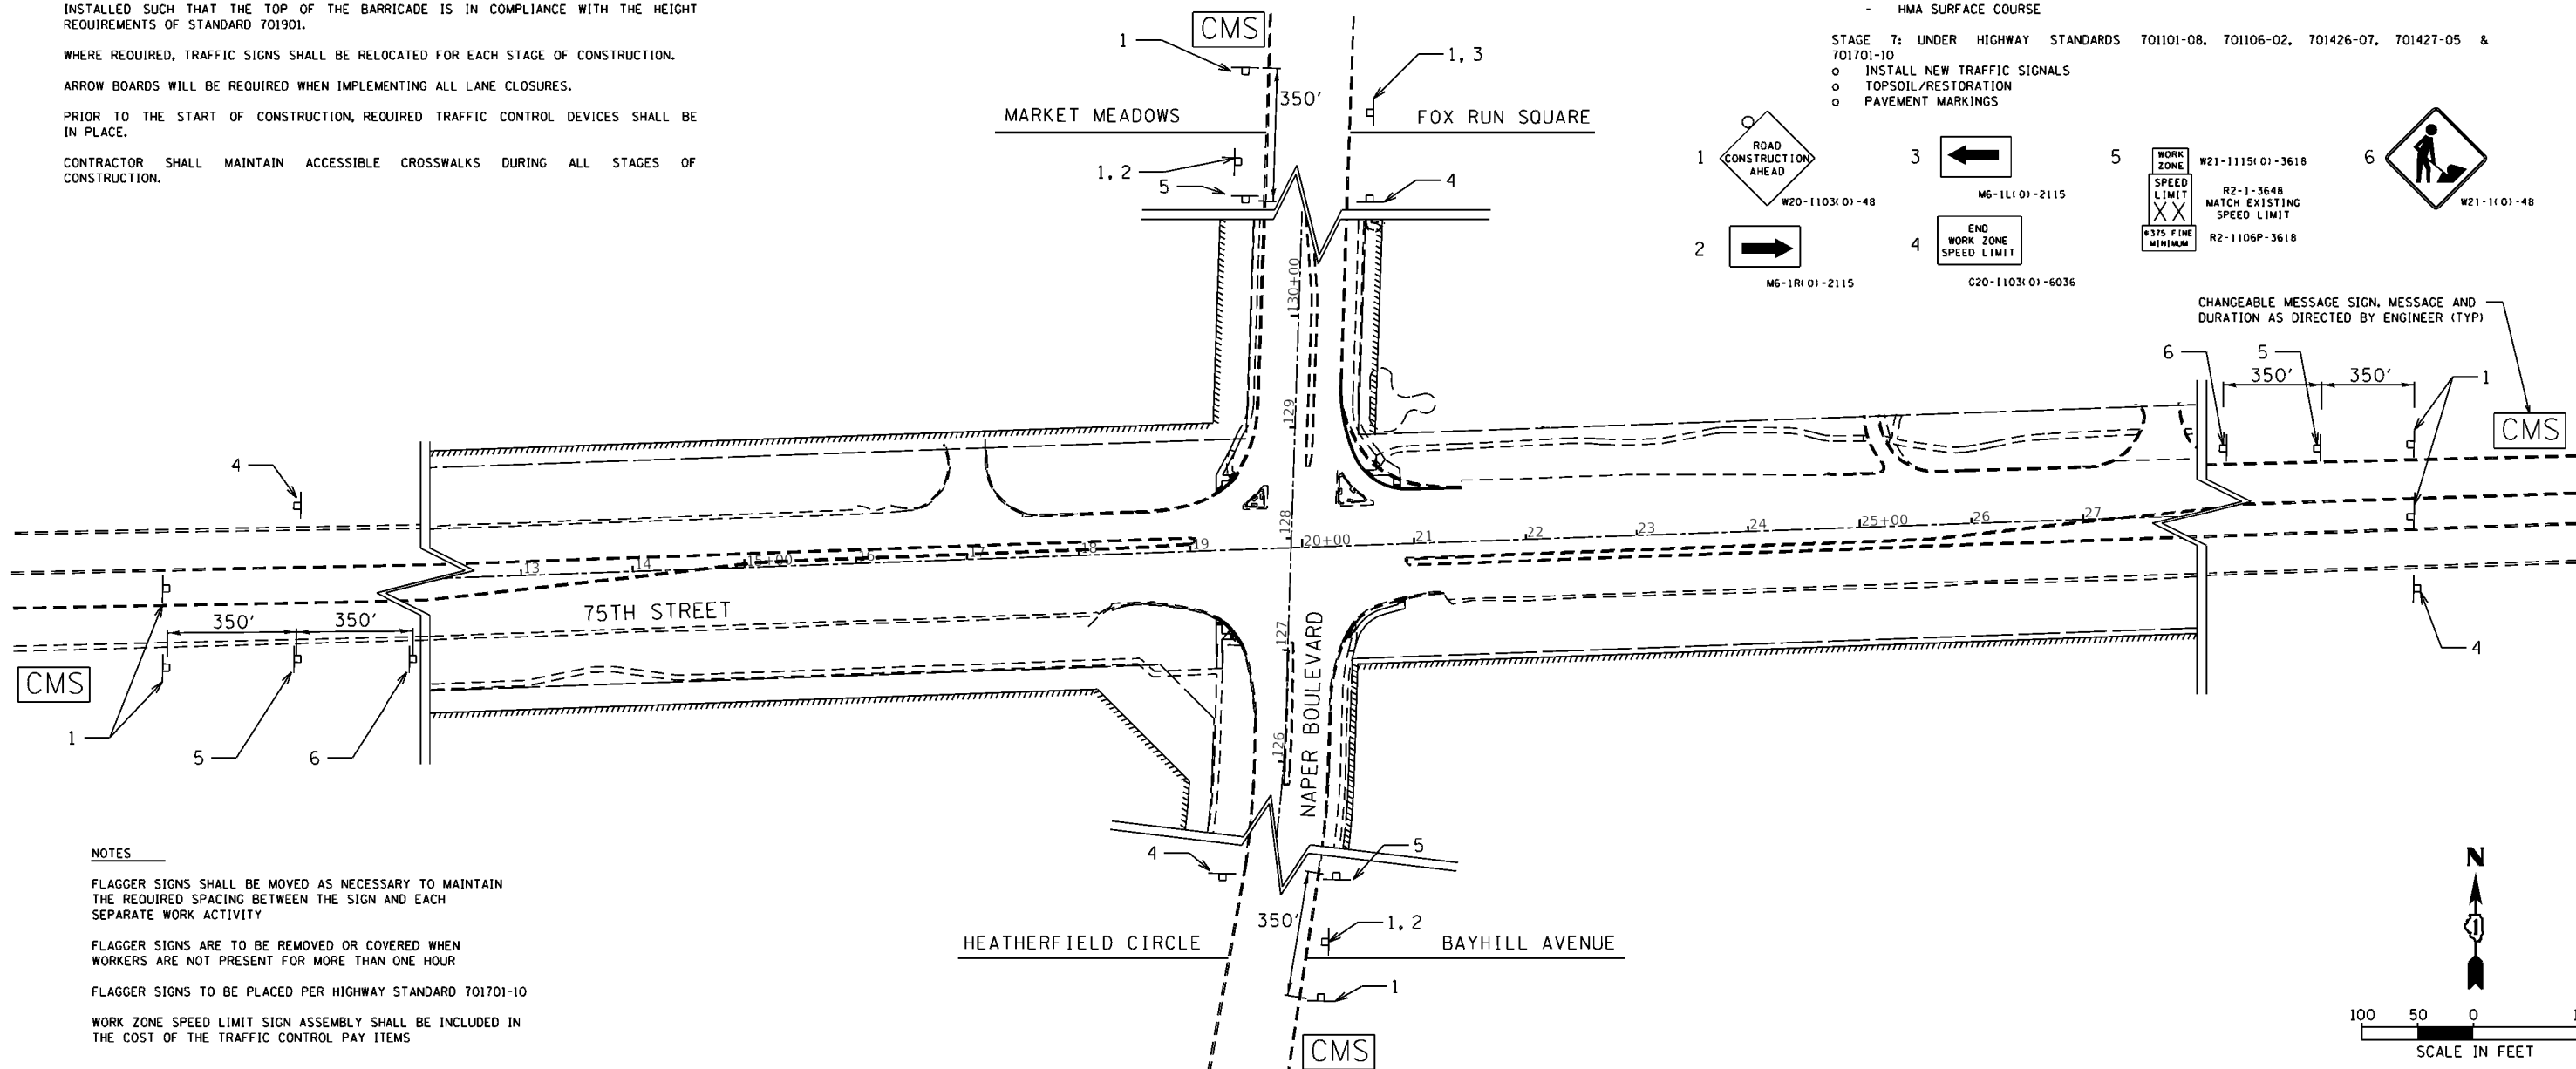 INSTALLED SUCH THAT THE TOP OF THE BARRICADE IS IN COMPLIANCE WITH THE HEIGHT
REQUIREMENTS OF STANDARD 701901.
WHERE REQUIRED, TRAFFIC SIGNS SHALL BE RELOCATED FOR EACH STAGE OF CONSTRUCTION.
ARROW BOARDS WILL BE REQUIRED WHEN IMPLEMENTING ALL LANE CLOSURES.
PRIOR TO THE START OF CONSTRUCTION, REQUIRED TRAFFIC CONTROL DEVICES SHALL BE
IN PLACE.
CONTRACTOR SHALL MAINTAIN ACCESSIBLE CROSSWALKS DURING ALL STAGES OF
CONSTRUCTION.
- HMA SURFACE COURSE
STAGE 7: UNDER HIGHWAY STANDARDS 701101-08, 701106-02, 701426-07, 701427-05 &
701701-10
o INSTALL NEW TRAFFIC SIGNALS
o TOPSOIL/RESTORATION
o PAVEMENT MARKINGS
1
ROAD
CONSTRUCTION
AHEAD
W20-I103(O)-48
2
M6-1R(O)-2115
3
M6-1L(O)-2115
4
END
WORK ZONE
SPEED LIMIT
G20-I103(O)-6036
5
WORK
ZONE
W21-I115(O)-3618
SPEED
LIMIT
XX
R2-1-3648
MATCH EXISTING
SPEED LIMIT
$375 FINE
MINIMUM
R2-I106P-3618
6
W21-1(O)-48
CMS
1
1, 3
350'
MARKET MEADOWS
FOX RUN SQUARE
1, 2
5
4
130+00
129
128
127
126
CHANGEABLE MESSAGE SIGN, MESSAGE AND
DURATION AS DIRECTED BY ENGINEER (TYP)
6
5
350'
350'
1
CMS
4
4
13
14
15+00
16
17
18
19
20+00
21
22
23
24
25+00
26
27
75TH STREET
NAPER BOULEVARD
350'
350'
CMS
1
5
6
4
5
350'
1, 2
HEATHERFIELD CIRCLE
BAYHILL AVENUE
1
CMS
NOTES
FLAGGER SIGNS SHALL BE MOVED AS NECESSARY TO MAINTAIN
THE REQUIRED SPACING BETWEEN THE SIGN AND EACH
SEPARATE WORK ACTIVITY
FLAGGER SIGNS ARE TO BE REMOVED OR COVERED WHEN
WORKERS ARE NOT PRESENT FOR MORE THAN ONE HOUR
FLAGGER SIGNS TO BE PLACED PER HIGHWAY STANDARD 701701-10
WORK ZONE SPEED LIMIT SIGN ASSEMBLY SHALL BE INCLUDED IN
THE COST OF THE TRAFFIC CONTROL PAY ITEMS
N
100 50 0
SCALE IN FEET